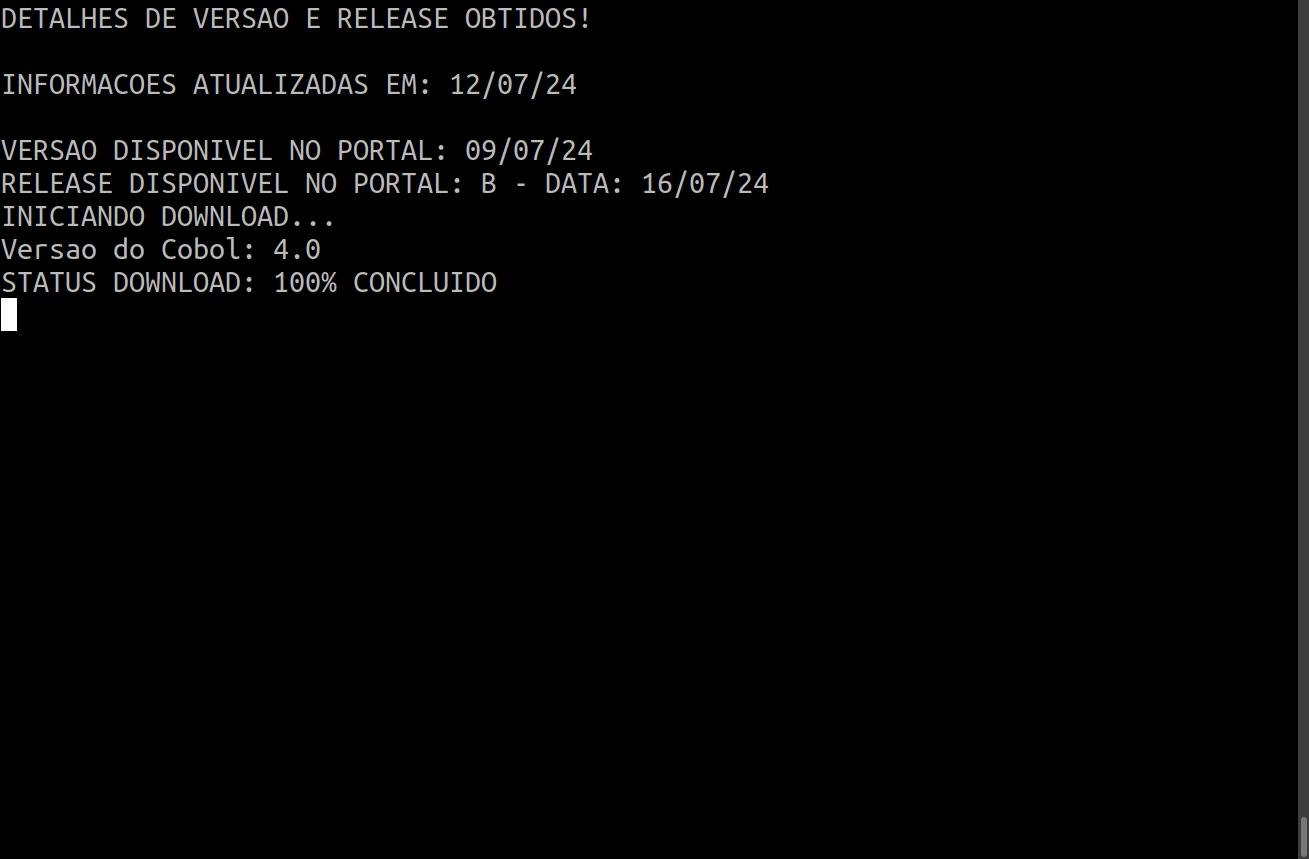 DETALHES DE VERSAO E RELEASE OBTIDOS!
INFORMACOES ATUALIZADAS EM: 12/07/24
VERSAO DISPONIVEL NO PORTAL: 09/07/24
RELEASE DISPONIVEL NO PORTAL: B - DATA: 16/07/24
INICIANDO DOWNLOAD...
Versao do Cobol: 4.0
STATUS DOWNLOAD: 100% CONCLUIDO